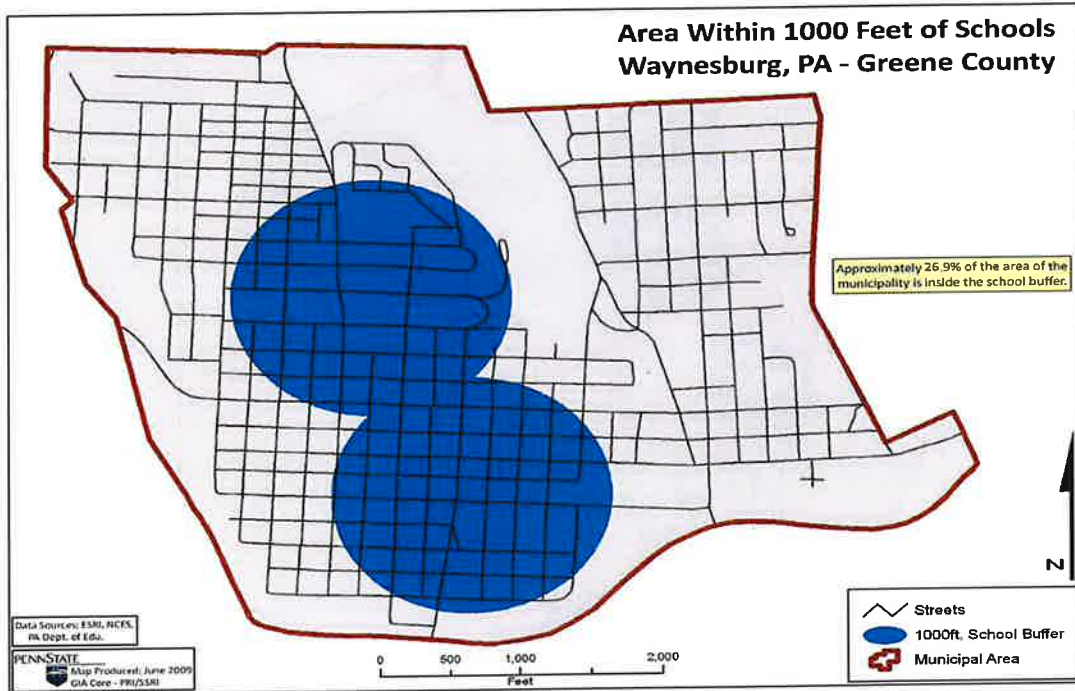 Area Within 1000 Feet of Schools
Waynesburg, PA - Greene County
Approximately 26.9% of the area of the
municipality is inside the school buffer.
N
Data Sources: ESRI, NCES,
PA Dept. of Edu.
PENNSTATE
Map Produced: June 2009
GIA Core - PRI/SSRI
0 500 1,000 2,000
Feet
Streets
1000ft. School Buffer
Municipal Area